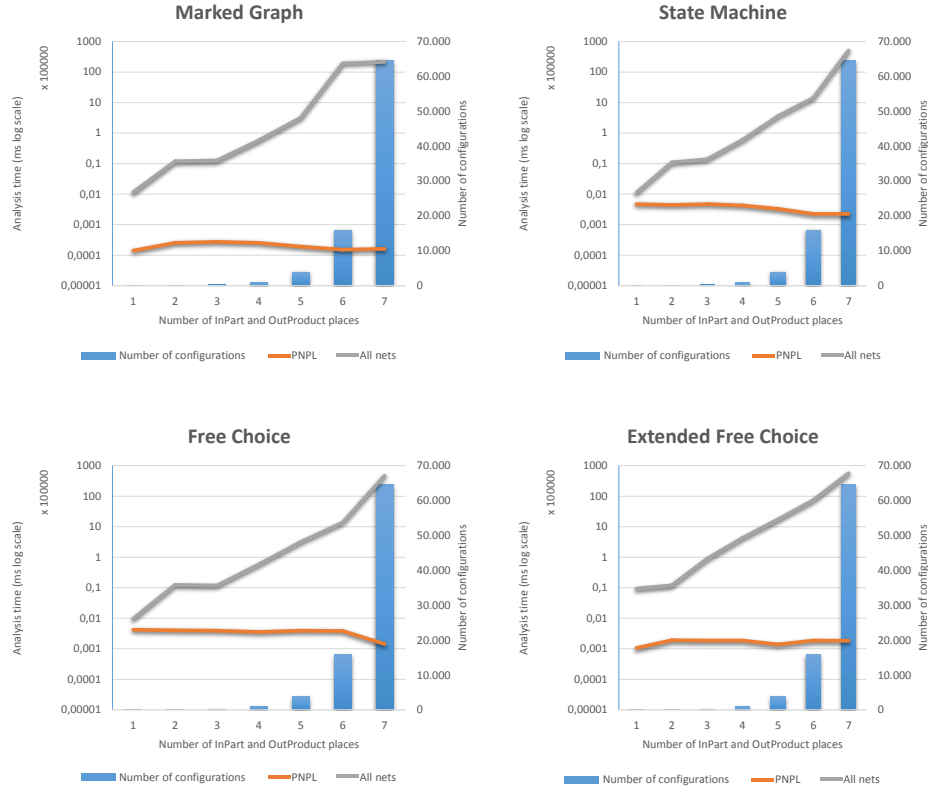 Marked Graph
x 100000
Analysis time (ms log scale)
1000
100
10
1
0,1
0,01
0,001
0,0001
0,00001
70.000
60.000
50.000
40.000
30.000
20.000
10.000
0
Number of configurations
1 2 3 4 5 6 7
Number of InPart and OutProduct places
Number of configurations PNPL All nets
State Machine
x 100000
Analysis time (ms log scale)
1000
100
10
1
0,1
0,01
0,001
0,0001
0,00001
70.000
60.000
50.000
40.000
30.000
20.000
10.000
0
Number of configurations
1 2 3 4 5 6 7
Number of InPart and OutProduct places
Number of configurations PNPL All nets
Free Choice
x 100000
Analysis time (ms log scale)
1000
100
10
1
0,1
0,01
0,001
0,0001
0,00001
70.000
60.000
50.000
40.000
30.000
20.000
10.000
0
Number of configurations
1 2 3 4 5 6 7
Number of InPart and OutProduct places
Number of configurations PNPL All nets
Extended Free Choice
x 100000
Analysis time (ms log scale)
1000
100
10
1
0,1
0,01
0,001
0,0001
0,00001
70.000
60.000
50.000
40.000
30.000
20.000
10.000
0
Number of configurations
1 2 3 4 5 6 7
Number of InPart and OutProduct places
Number of configurations PNPL All nets